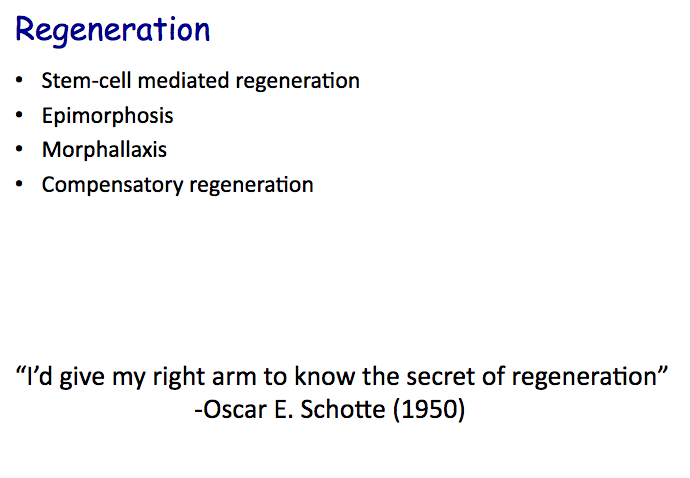 Regeneration
• Stem-cell mediated regeneration
• Epimorphosis
• Morphallaxis
• Compensatory regeneration
“I’d give my right arm to know the secret of regeneration”
-Oscar E. Schotte (1950)